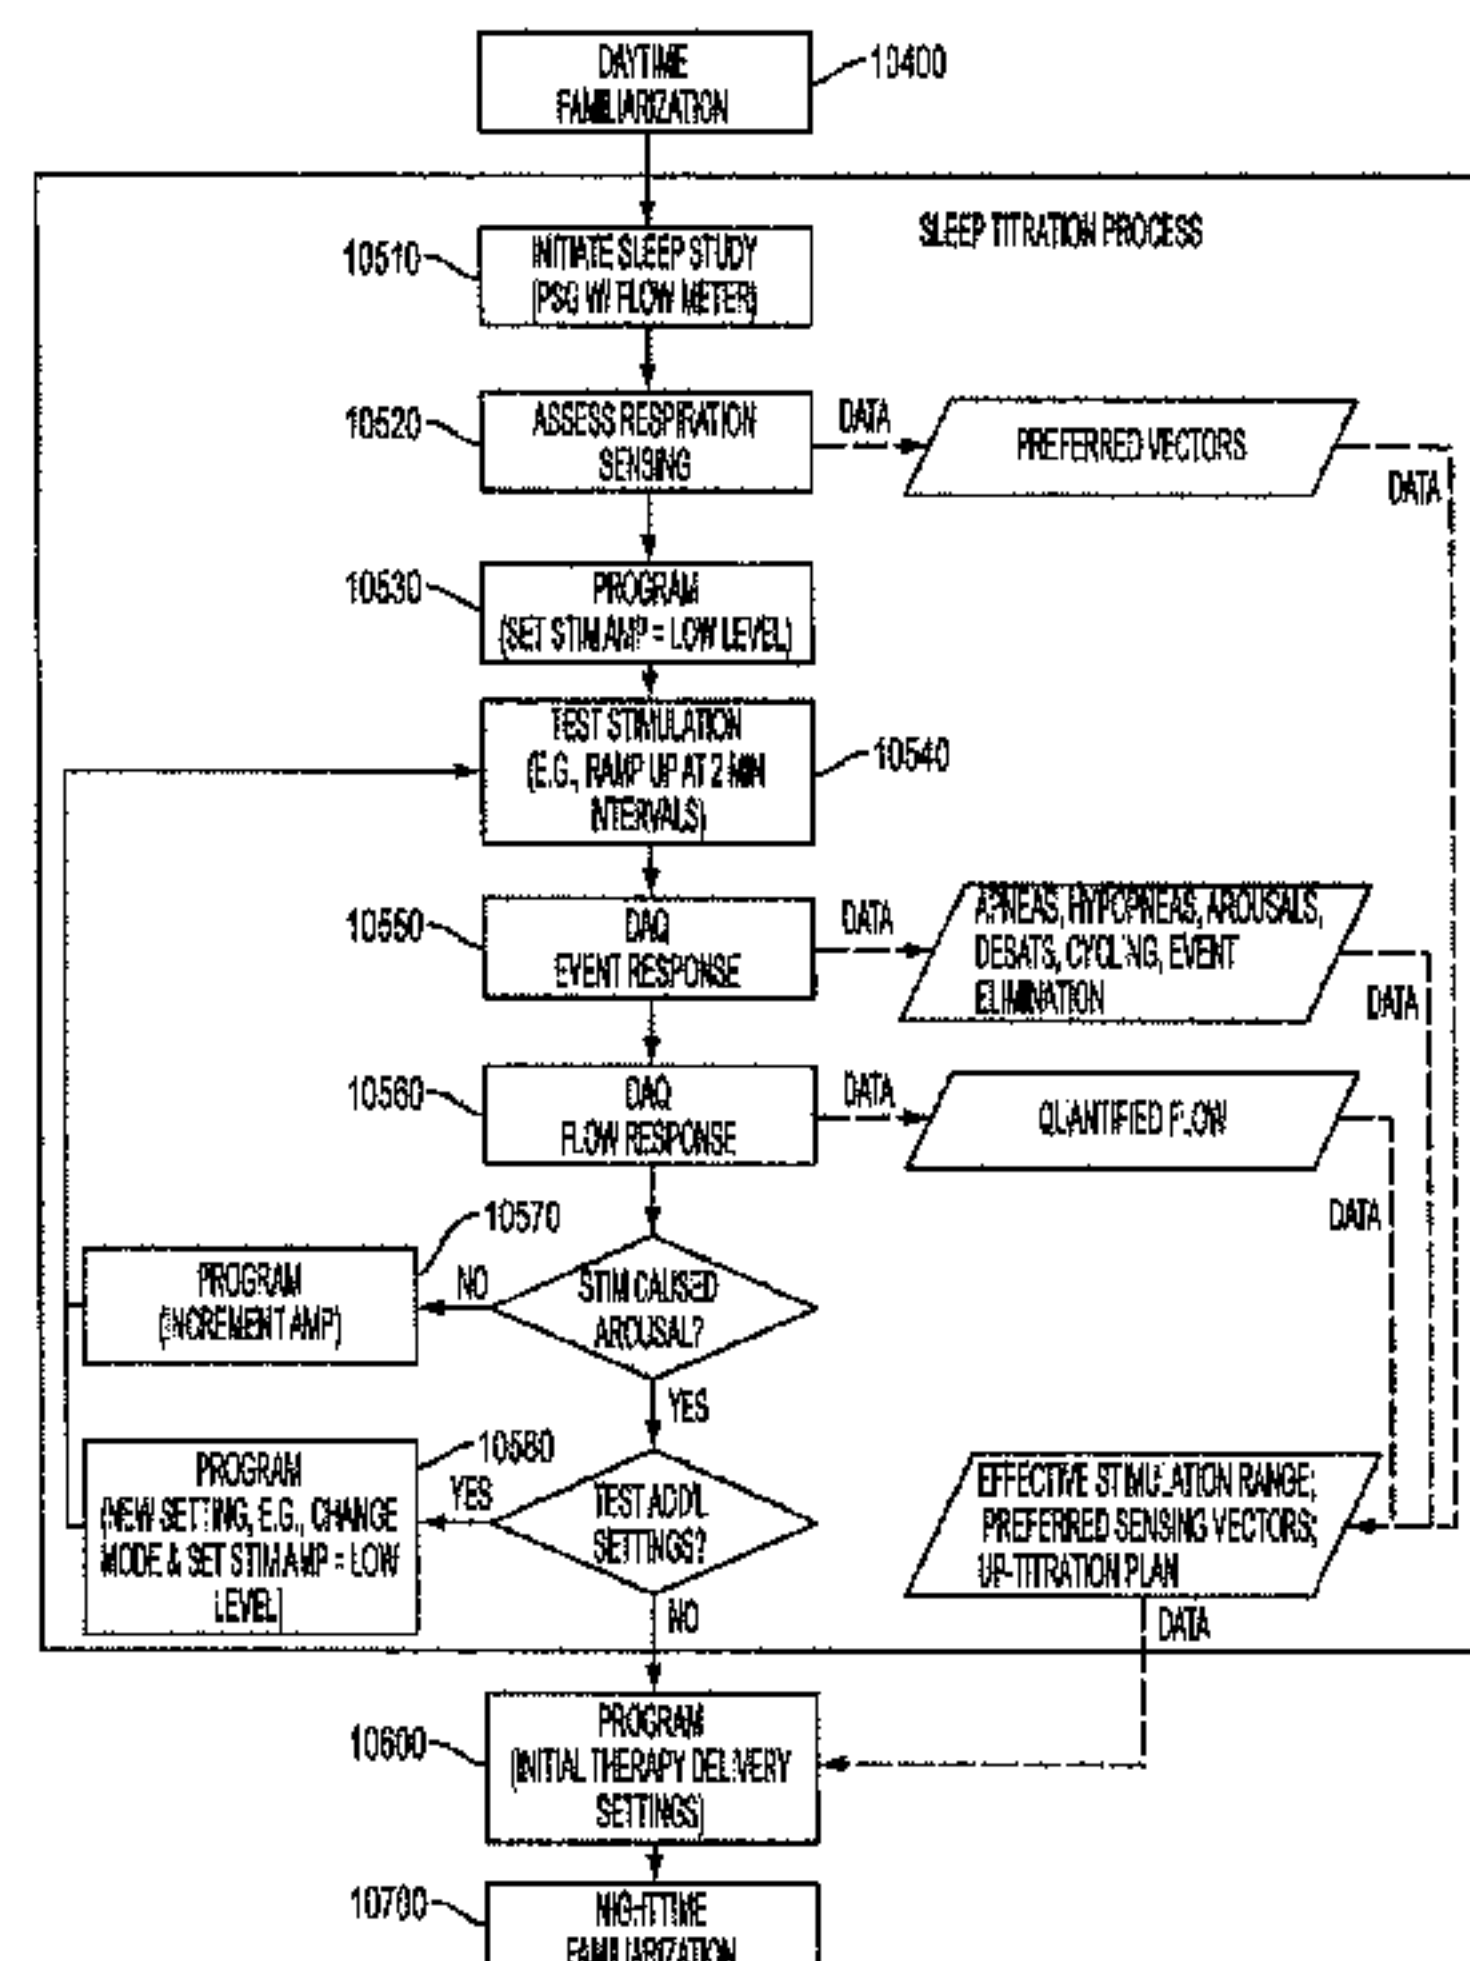 DAYTIME
FAMILIARIZATION
10400
SLEEP TITRATION PROCESS
10510
INITIATE SLEEP STUDY
(PSG W/ FLOW METER)
10520
ASSESS RESPIRATION
SENSING
DATA
PREFERRED VECTORS
DATA
10530
PROGRAM
(SET STIM AMP = LOW LEVEL)
TEST STIMULATION
(E.G., RAMP UP AT 2 MIN
INTERVALS)
10540
10550
DAQ
EVENT RESPONSE
DATA
APNEAS, HYPOPNEAS, AROUSALS,
DESATS, CYCLING, EVENT
ELIMINATION
DATA
10560
DAQ
FLOW RESPONSE
DATA
QUANTIFIED FLOW
DATA
10570
PROGRAM
(INCREMENT AMP)
NO
STIM CAUSED
AROUSAL?
YES
10580
PROGRAM
(NEW SETTING, E.G., CHANGE
MODE & SET STIM AMP = LOW
LEVEL)
YES
TEST ADD'L
SETTINGS?
NO
EFFECTIVE STIMULATION RANGE;
PREFERRED SENSING VECTORS;
UP-TITRATION PLAN
DATA
10600
PROGRAM
(INITIAL THERAPY DELIVERY
SETTINGS)
10700
NIGHTTIME
FAMILIARIZATION